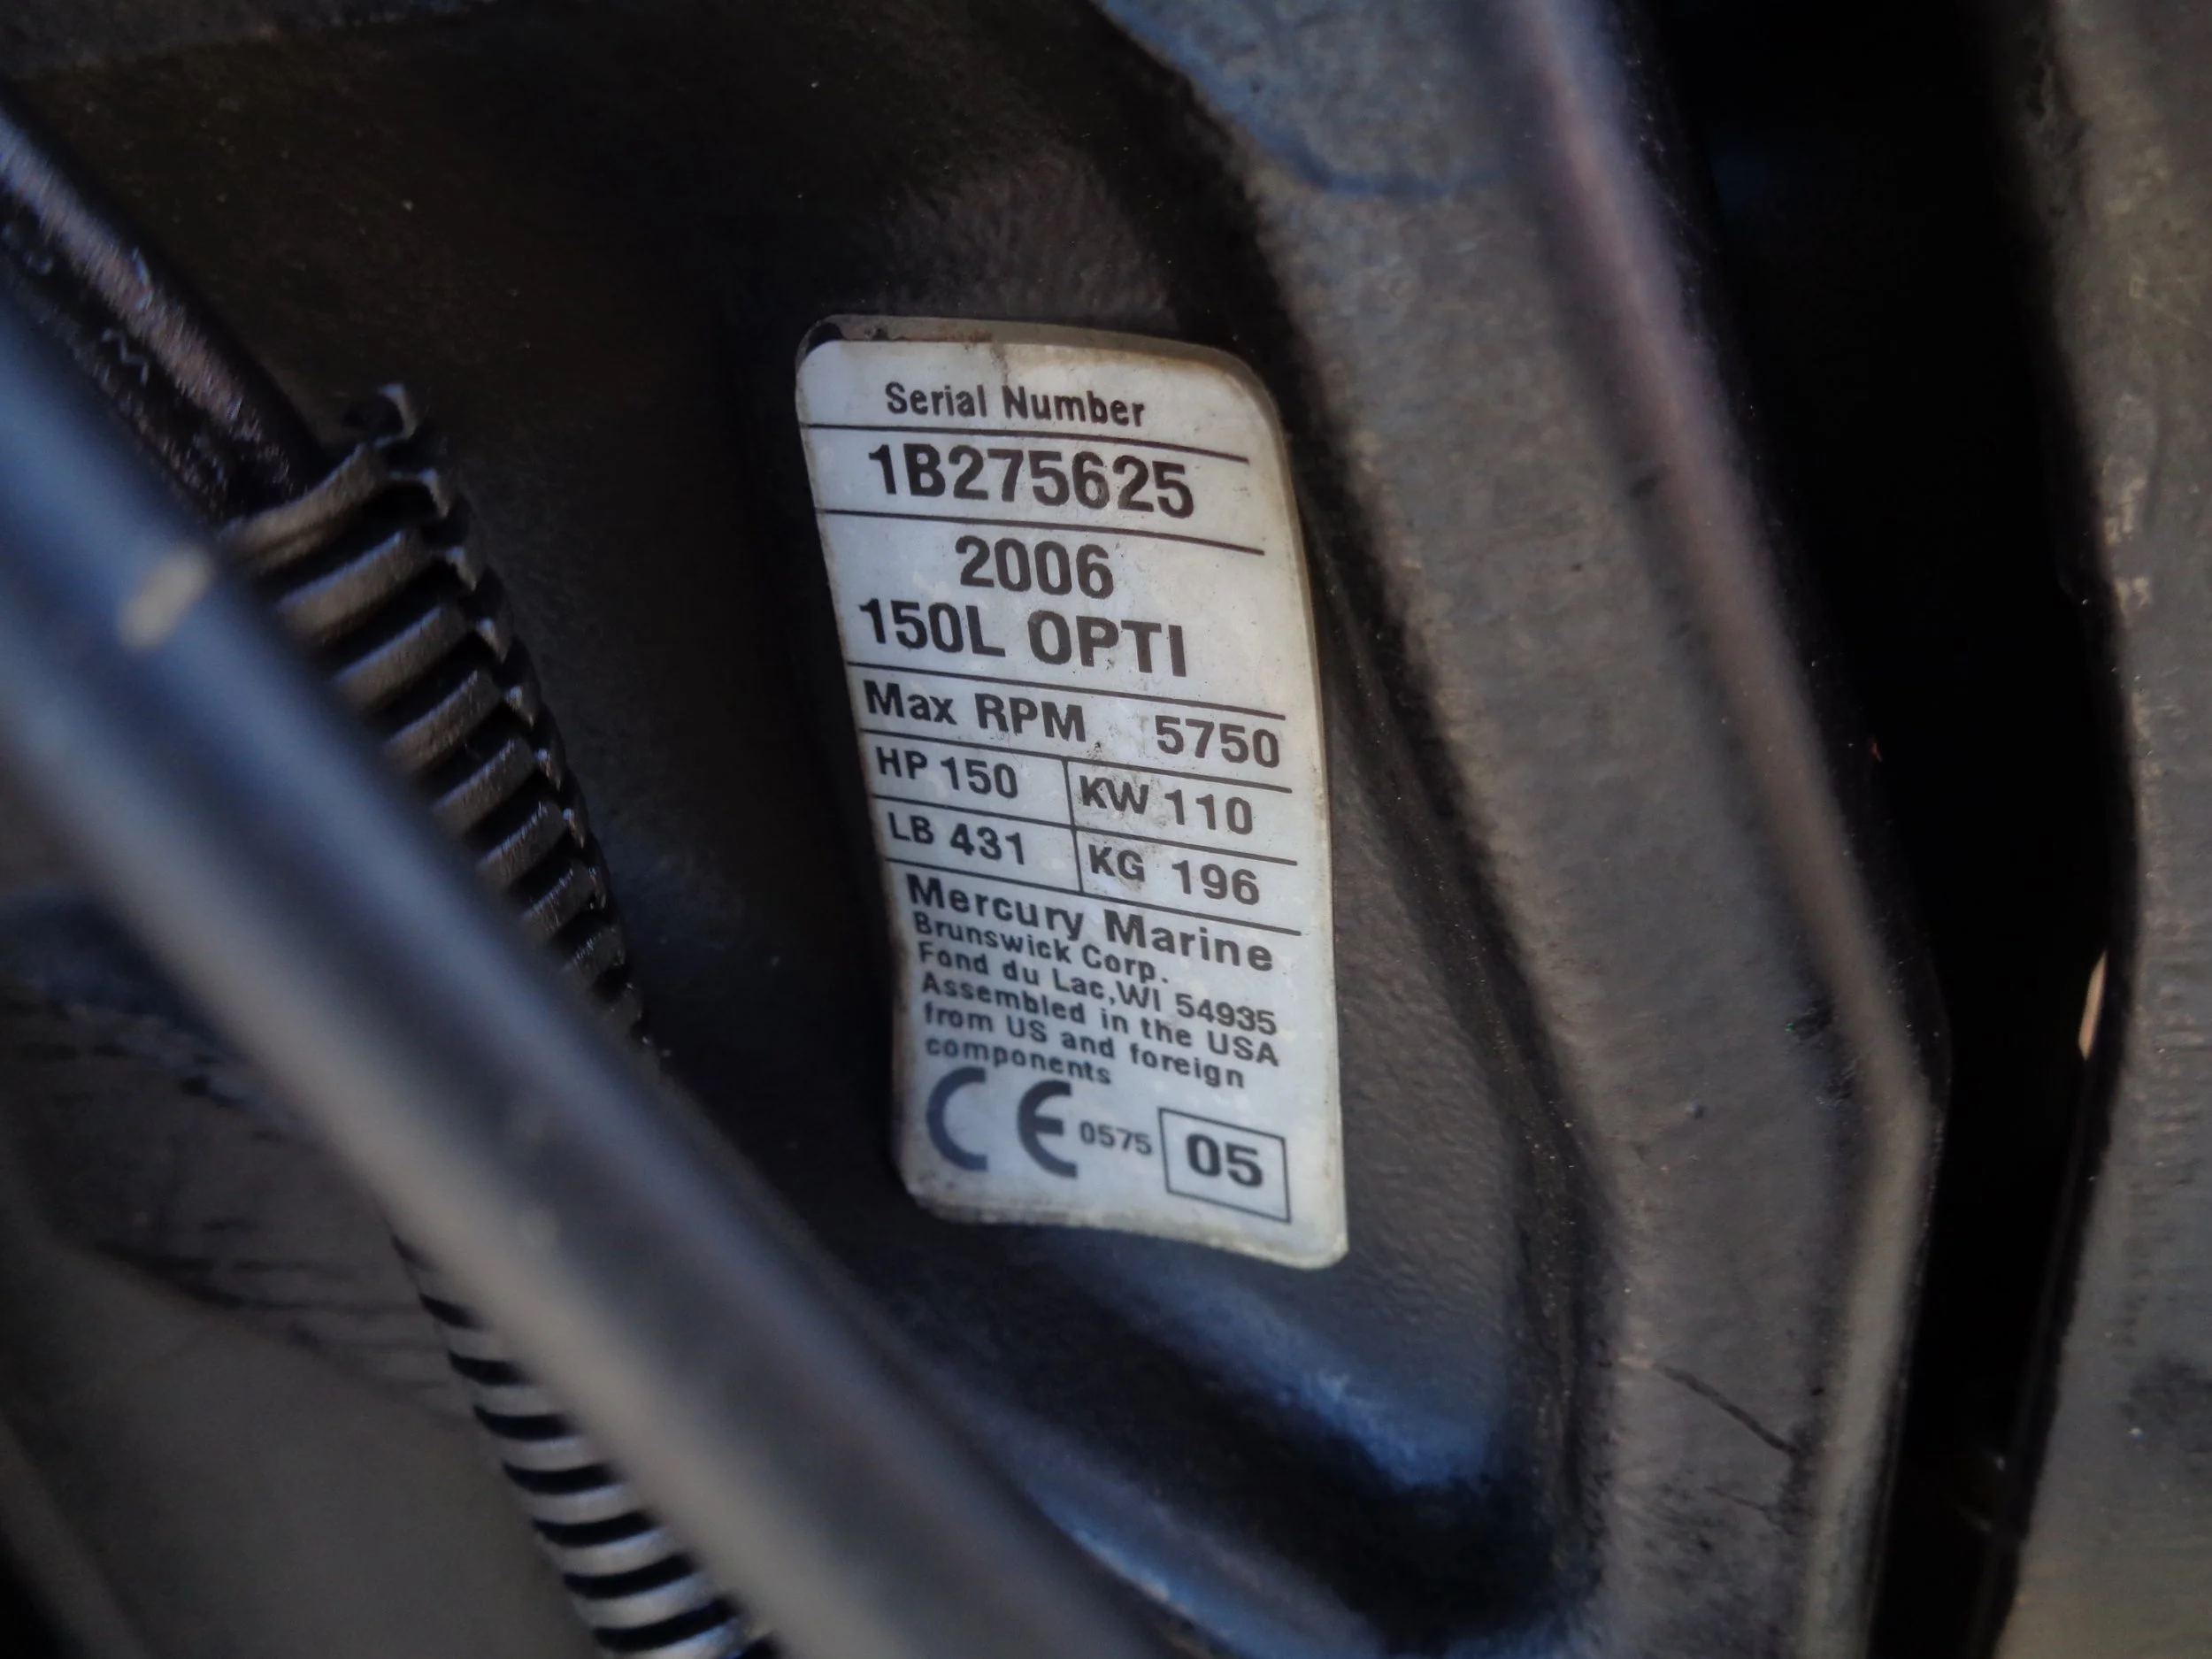 Serial Number
1B275625
2006
150L OPTI
Max RPM 5750
HP 150 KW 110
LB 431 KG 196
Mercury Marine
Brunswick Corp.
Fond du Lac,WI 54935
Assembled in the USA
from US and foreign
components
CE 0575 05